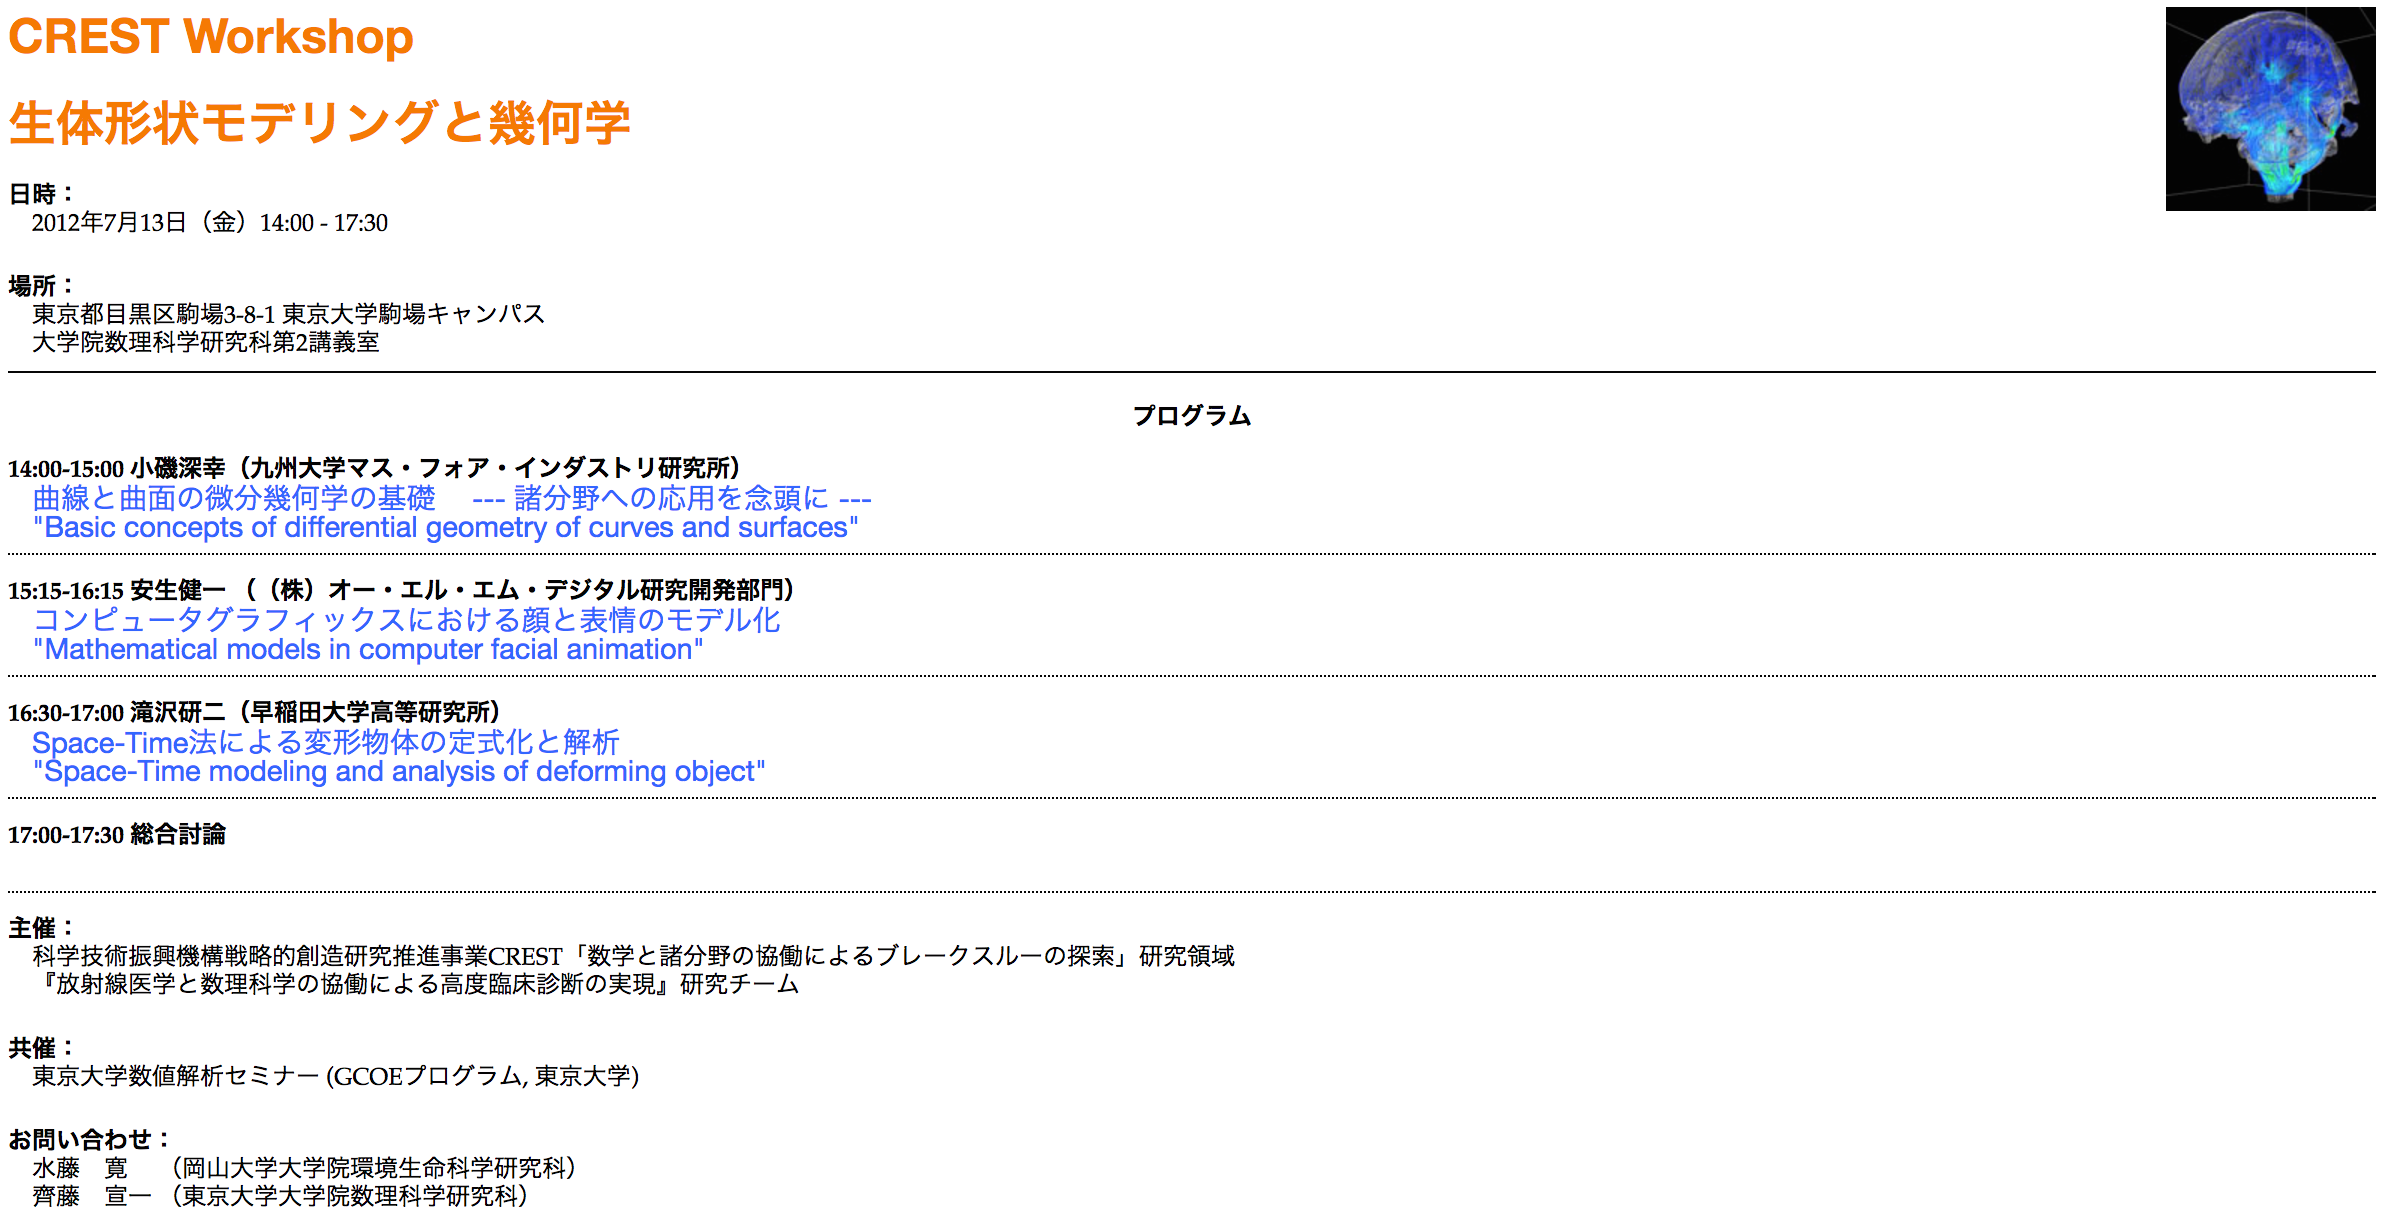 CREST Workshop
生体形状モデリングと幾何学
日時：
2012年7月13日（金）14:00 - 17:30
場所：
東京都目黒区駒場3-8-1 東京大学駒場キャンパス
大学院数理科学研究科第2講義室
プログラム
14:00-15:00 小磯深幸（九州大学マス・フォア・インダストリ研究所）
曲線と曲面の微分幾何学の基礎　--- 諸分野への応用を念頭に ---
"Basic concepts of differential geometry of curves and surfaces"
15:15-16:15 安生健一 （（株）オー・エル・エム・デジタル研究開発部門）
コンピュータグラフィックスにおける顔と表情のモデル化
"Mathematical models in computer facial animation"
16:30-17:00 滝沢研二（早稲田大学高等研究所）
Space-Time法による変形物体の定式化と解析
"Space-Time modeling and analysis of deforming object"
17:00-17:30 総合討論
主催：
科学技術振興機構戦略的創造研究推進事業CREST「数学と諸分野の協働によるブレークスルーの探索」研究領域
『放射線医学と数理科学の協働による高度臨床診断の実現』研究チーム
共催：
東京大学数値解析セミナー (GCOEプログラム, 東京大学)
お問い合わせ：
水藤　寛　（岡山大学大学院環境生命科学研究科）
齊藤　宣一 （東京大学大学院数理科学研究科）